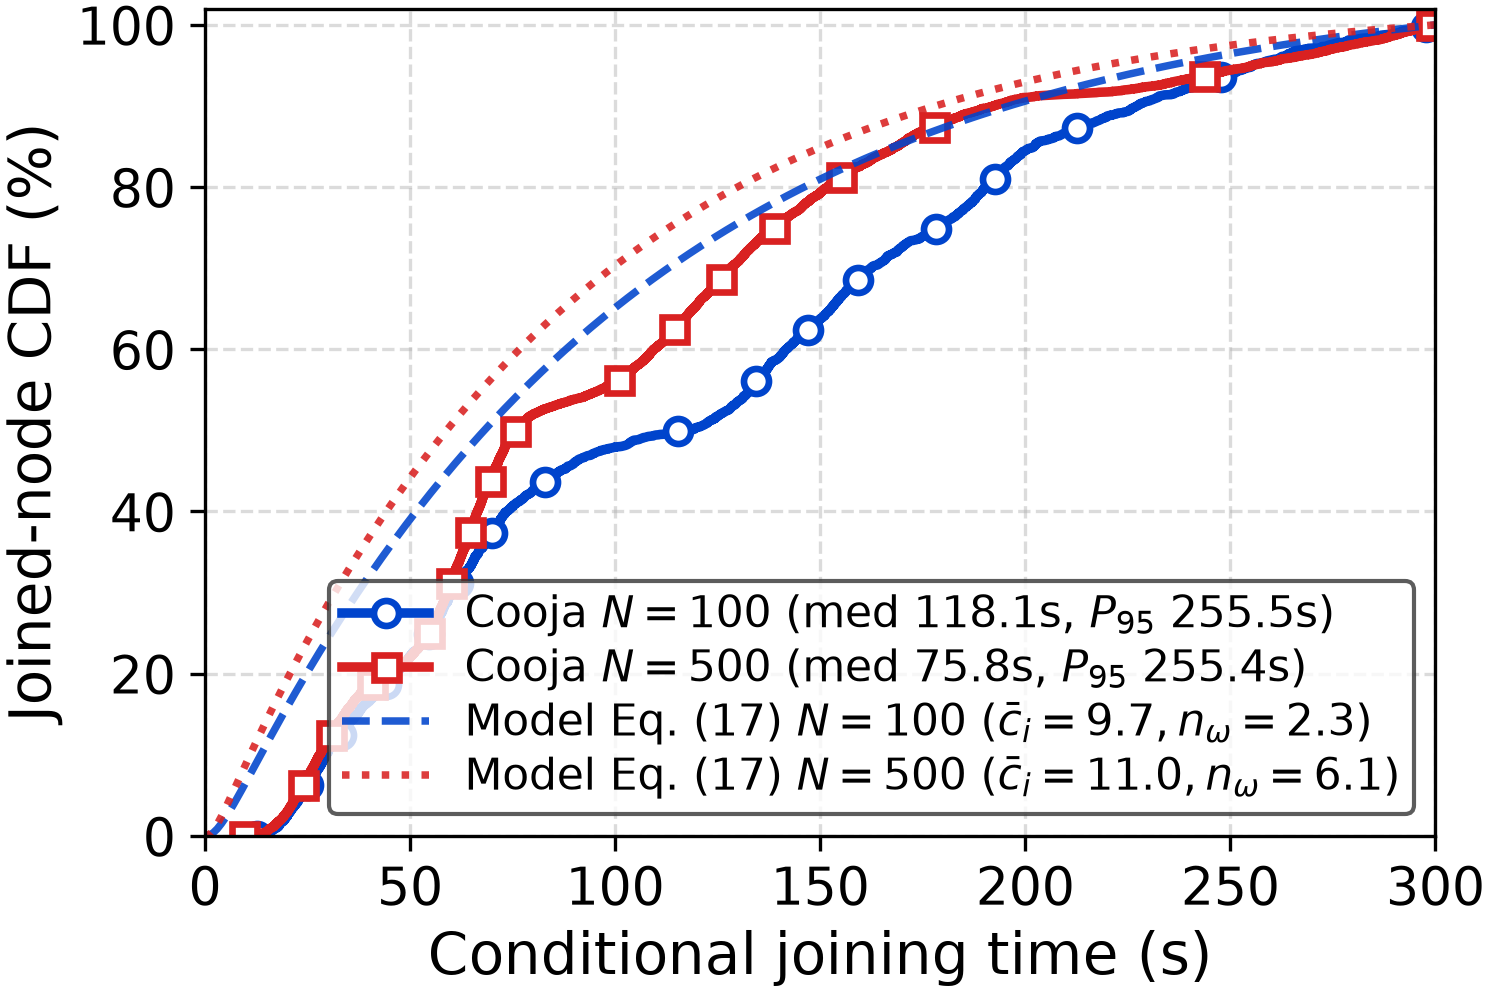 Joined-node CDF (%)
100
80
60
40
20
0
Cooja N = 100 (med 118.1s, P₉₅ 255.5s)
Cooja N = 500 (med 75.8s, P₉₅ 255.4s)
Model Eq. (17) N = 100 (c̄ᵢ = 9.7, n_ω = 2.3)
Model Eq. (17) N = 500 (c̄ᵢ = 11.0, n_ω = 6.1)
0 50 100 150 200 250 300
Conditional joining time (s)